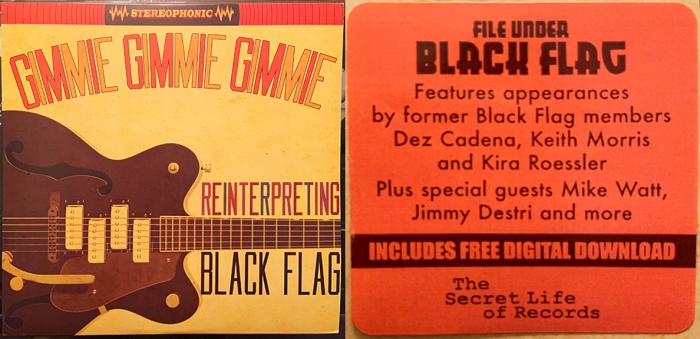 STEREOPHONIC
GIMMIE GIMMIE GIMMIE
REINTERPRETING
BLACK FLAG
FILE UNDER
BLACK FLAG
Features appearances
by former Black Flag members
Dez Cadena, Keith Morris
and Kira Roessler
Plus special guests Mike Watt,
Jimmy Destri and more
INCLUDES FREE DIGITAL DOWNLOAD
The
Secret Life
of Records